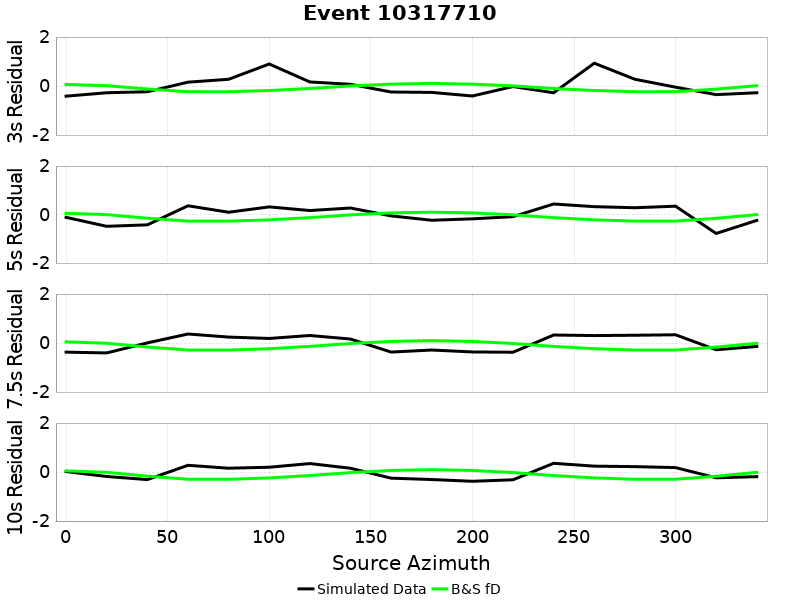 Event 10317710
3s Residual
2
0
-2
5s Residual
2
0
-2
7.5s Residual
2
0
-2
10s Residual
2
0
-2
0 50 100 150 200 250 300
Source Azimuth
Simulated Data B&S fD